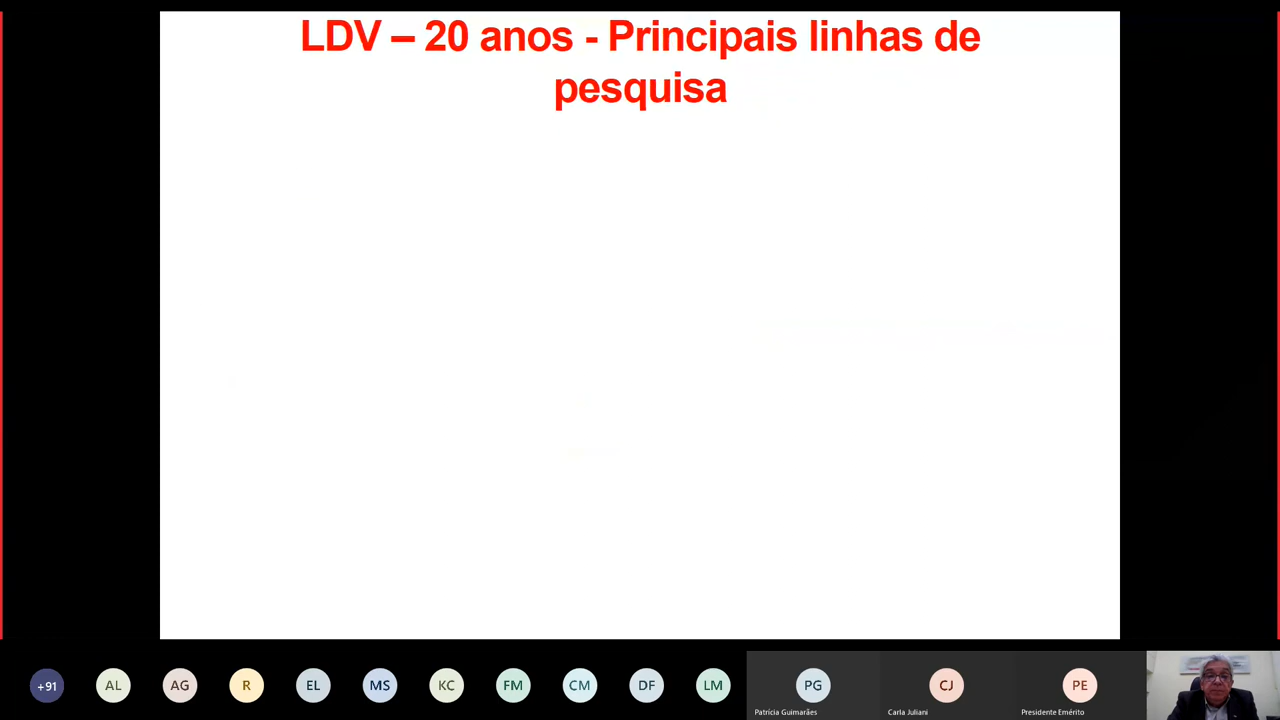 LDV – 20 anos - Principais linhas de
pesquisa
+91
AL
AG
R
EL
MS
KC
FM
CM
DF
LM
PG
CJ
PE
Patrícia Guimarães
Carla Juliani
Presidente Emérito